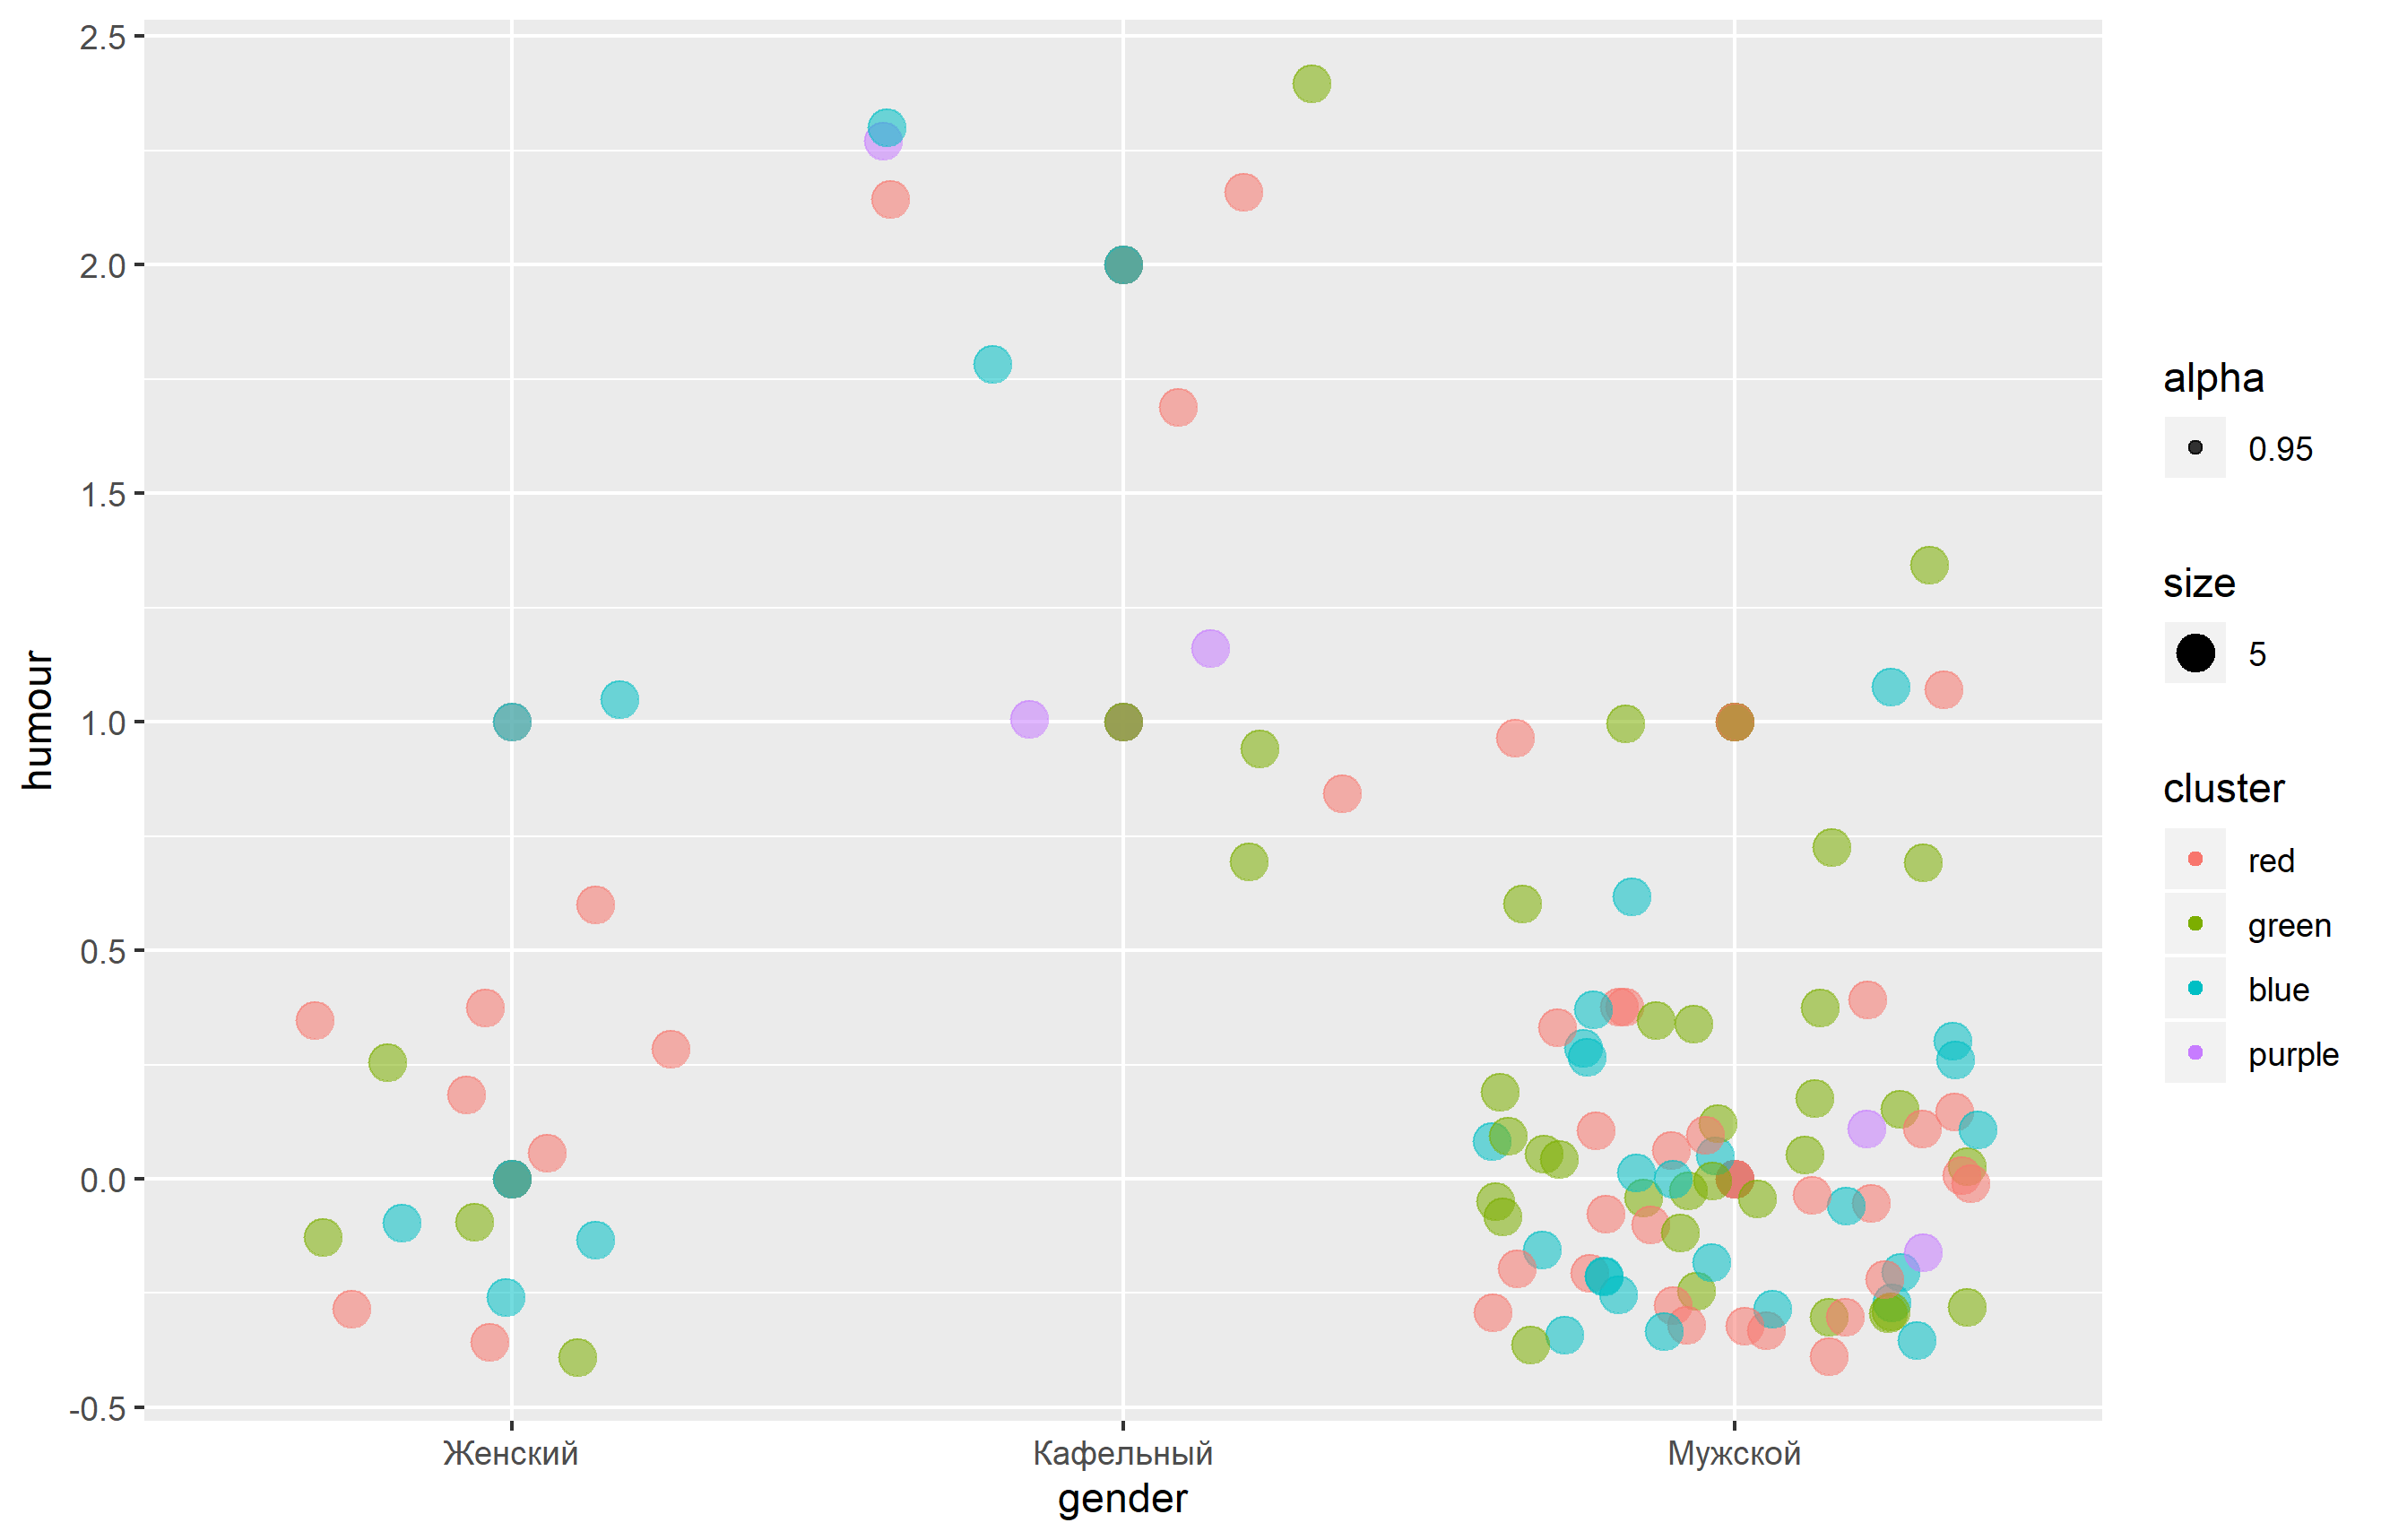 humour
2.5
2.0
1.5
1.0
0.5
0.0
-0.5
Женский
Кафельный
Мужской
gender
alpha
0.95
size
5
cluster
red
green
blue
purple